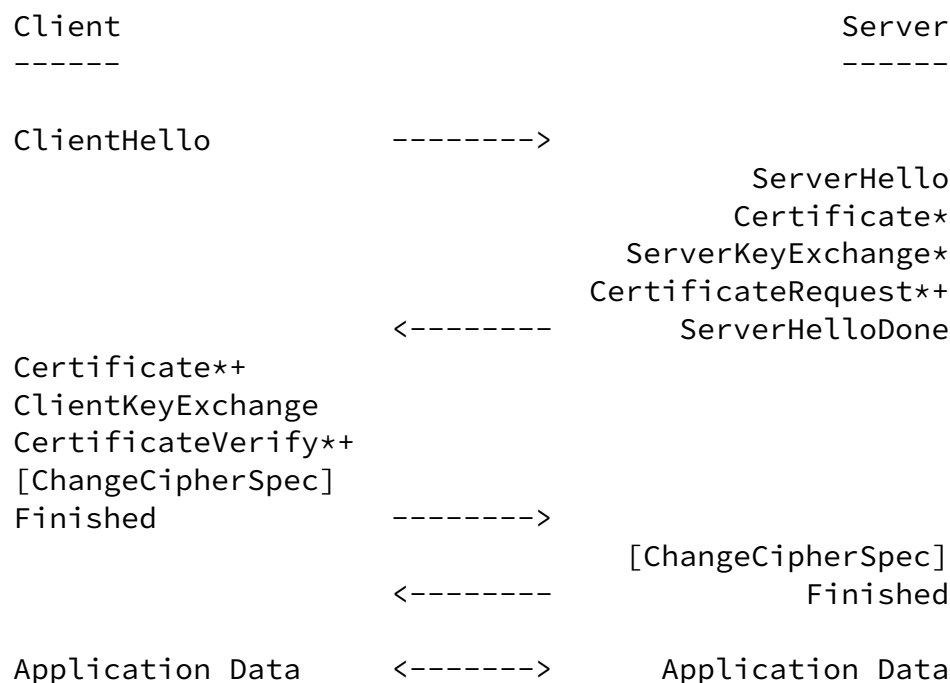 Client                                       Server
------                                       ------

ClientHello          -------->
                                        ServerHello
                                       Certificate*
                                 ServerKeyExchange*
                               CertificateRequest*+
                     <--------      ServerHelloDone
Certificate*+
ClientKeyExchange
CertificateVerify*+
[ChangeCipherSpec]
Finished             -------->
                                 [ChangeCipherSpec]
                     <--------             Finished

Application Data     <------->     Application Data